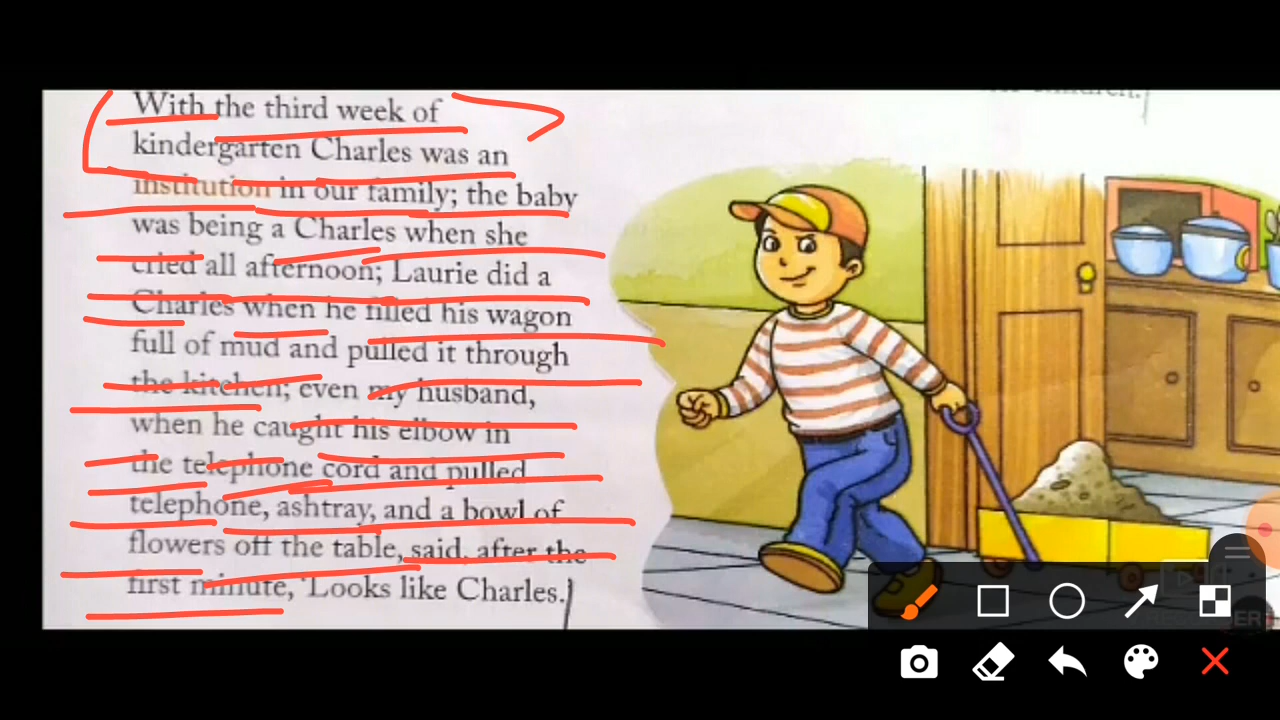 With the third week of
kindergarten Charles was an
institution in our family; the baby
was being a Charles when she
cried all afternoon; Laurie did a
Charles when he filled his wagon
full of mud and pulled it through
the kitchen; even my husband,
when he caught his elbow in
the telephone cord and pulled
telephone, ashtray, and a bowl of
flowers off the table, said, after the
first minute, 'Looks like Charles.